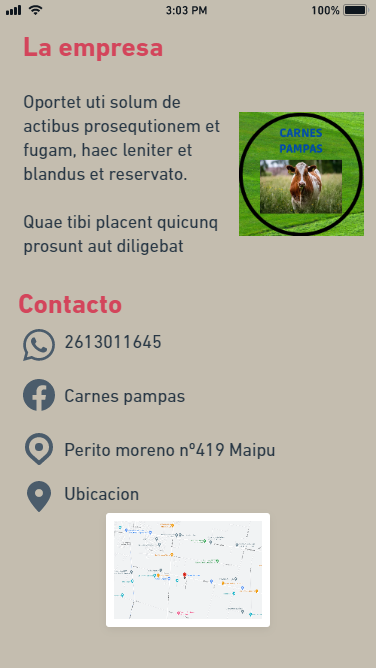 3:03 PM
100%
La empresa
Oportet uti solum de
actibus prosequtionem et
fugam, haec leniter et
blandus et reservato.
Quae tibi placent quicunq
prosunt aut diligebat
CARNES
PAMPAS
Contacto
2613011645
Carnes pampas
Perito moreno nº419 Maipu
Ubicacion